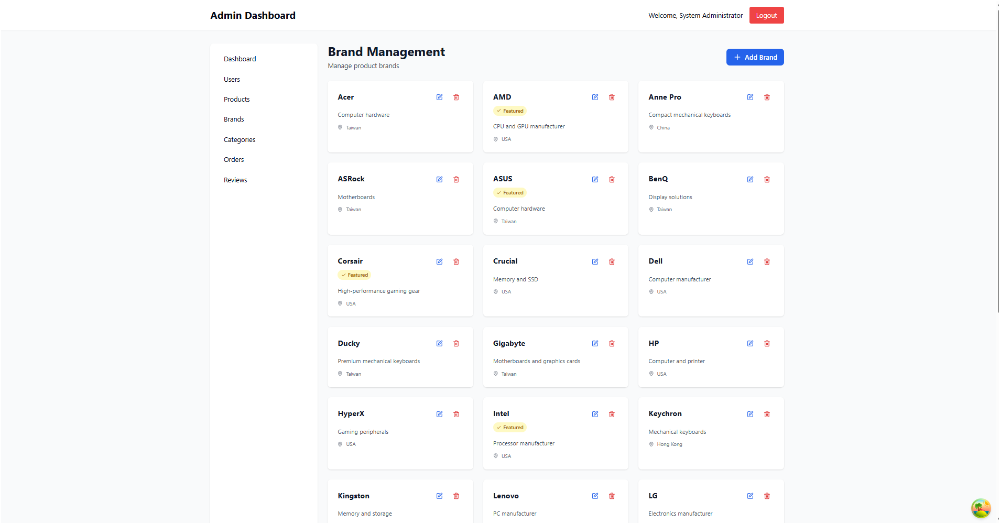 Admin Dashboard
Welcome, System Administrator
Logout
Dashboard
Users
Products
Brands
Categories
Orders
Reviews
Brand Management
Manage product brands
+ Add Brand
Acer
Computer hardware
Taiwan
AMD
Featured
CPU and GPU manufacturer
USA
Anne Pro
Compact mechanical keyboards
China
ASRock
Motherboards
Taiwan
ASUS
Featured
Computer hardware
Taiwan
BenQ
Display solutions
Taiwan
Corsair
Featured
High-performance gaming gear
USA
Crucial
Memory and SSD
USA
Dell
Computer manufacturer
USA
Ducky
Premium mechanical keyboards
Taiwan
Gigabyte
Motherboards and graphics cards
Taiwan
HP
Computer and printer
USA
HyperX
Gaming peripherals
USA
Intel
Featured
Processor manufacturer
USA
Keychron
Mechanical keyboards
Hong Kong
Kingston
Memory and storage
Lenovo
PC manufacturer
LG
Electronics manufacturer